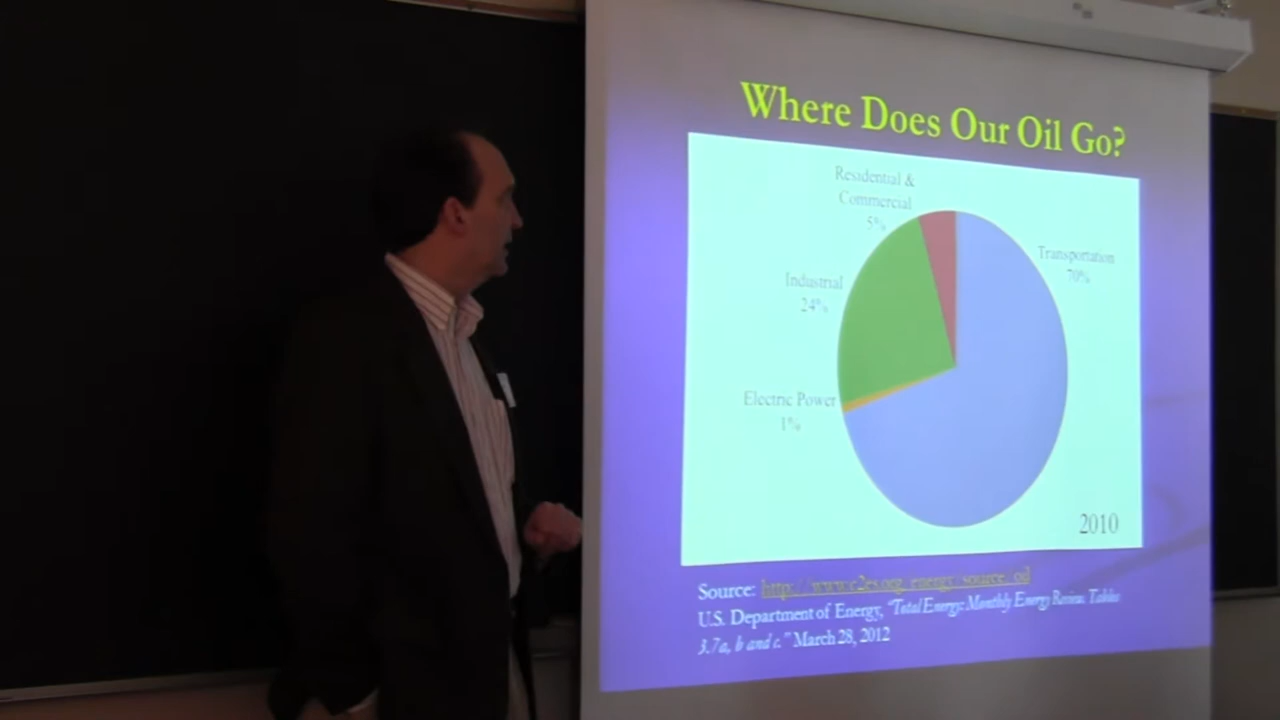 Where Does Our Oil Go?
Residential &
Commercial
5%
Transportation
70%
Industrial
24%
Electric Power
1%
2010
Source: http://www.c2es.org/energy/source/oil
U.S. Department of Energy, "Total Energy: Monthly Energy Review. Tables
3.7a, b and c." March 28, 2012